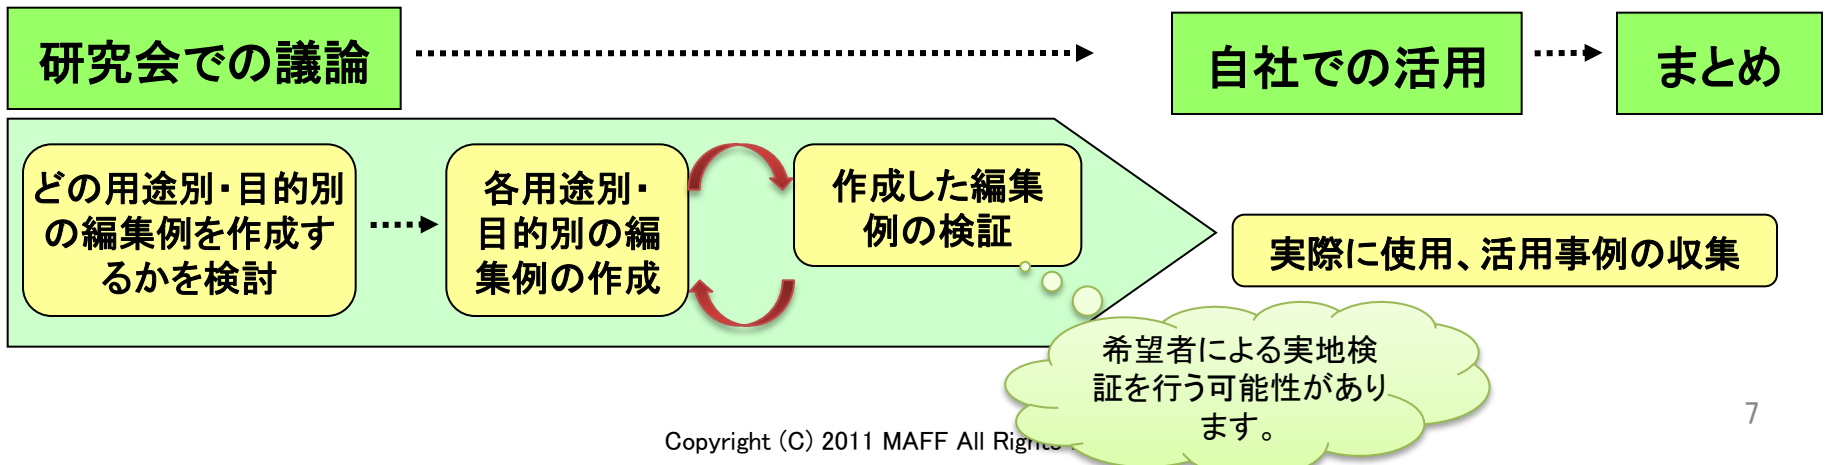 研究会での議論
自社での活用
まとめ
どの用途別・目的別
の編集例を作成す
るかを検討
各用途別・
目的別の編
集例の作成
作成した編集
例の検証
実際に使用、活用事例の収集
希望者による実地検
証を行う可能性があり
ます。
7
Copyright (C) 2011 MAFF All Rights